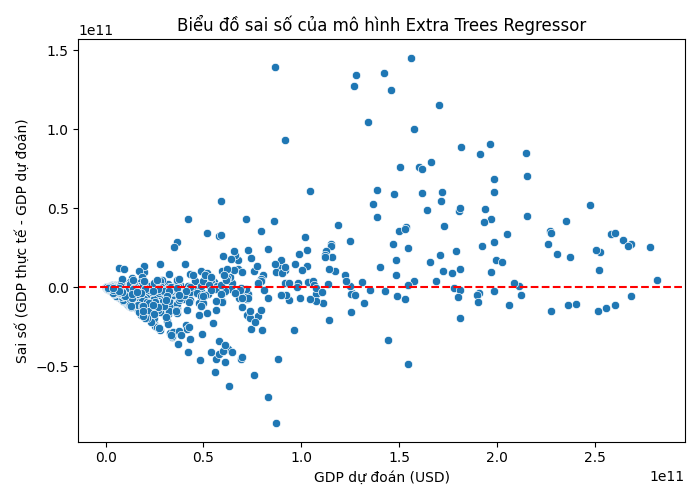 Biểu đồ sai số của mô hình Extra Trees Regressor
1e11
1.5
1.0
0.5
0.0
−0.5
Sai số (GDP thực tế - GDP dự đoán)
0.0 0.5 1.0 1.5 2.0 2.5
1e11
GDP dự đoán (USD)